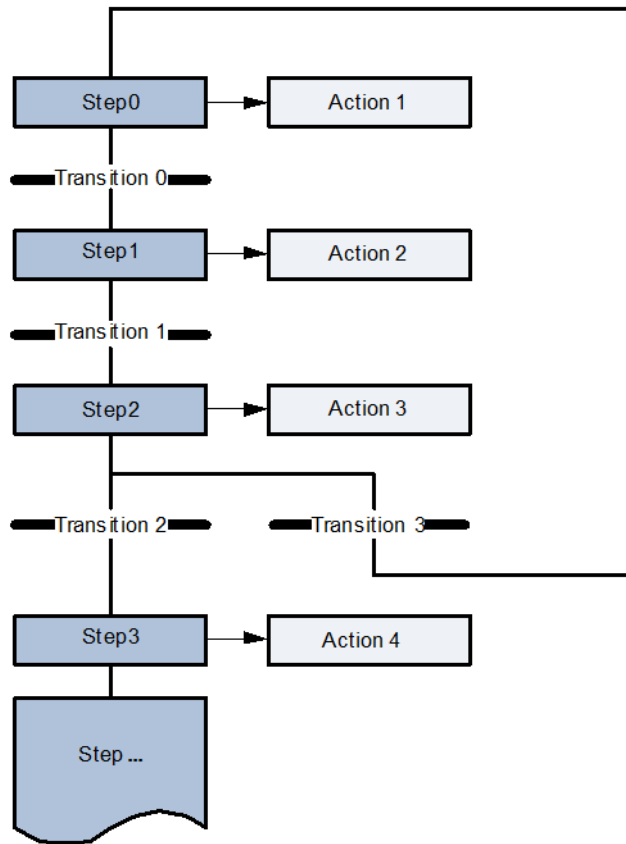 Step0
Action 1
Transition 0
Step1
Action 2
Transition 1
Step2
Action 3
Transition 2
Transition 3
Step3
Action 4
Step ...